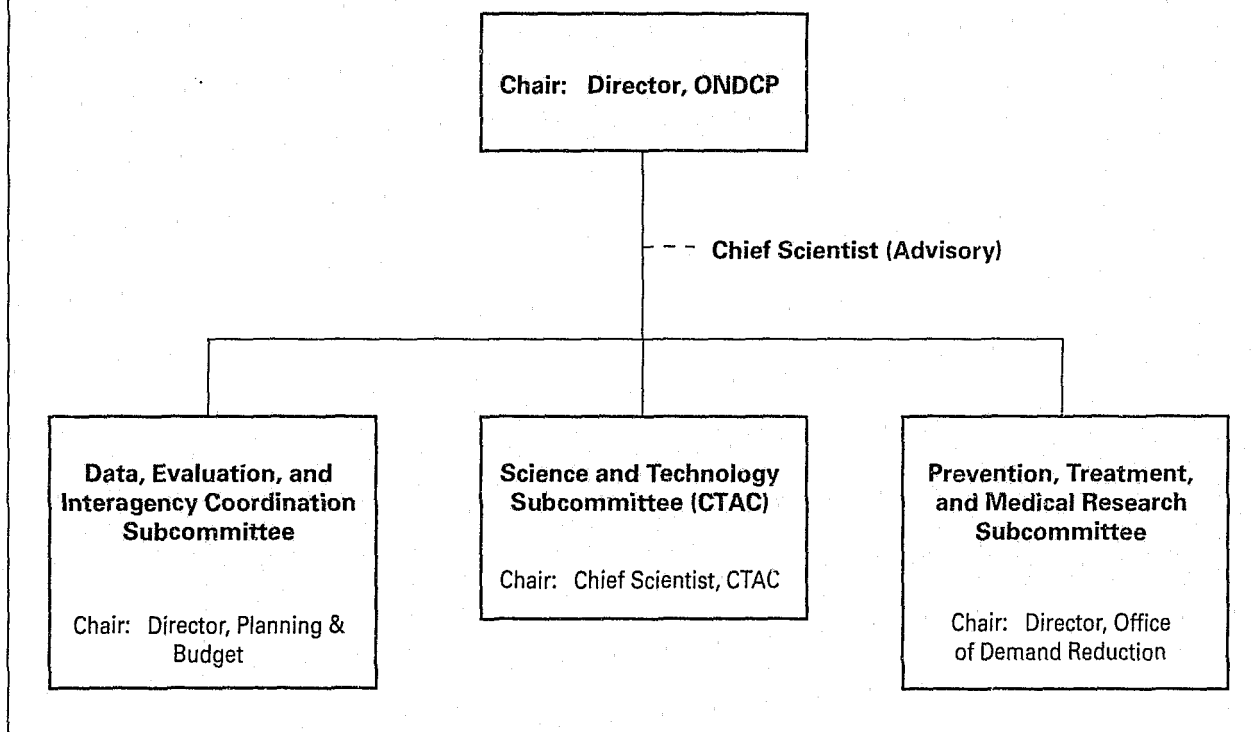 Chair: Director, ONDCP
Chief Scientist (Advisory)
Data, Evaluation, and
Interagency Coordination
Subcommittee
Chair: Director, Planning &
Budget
Science and Technology
Subcommittee (CTAC)
Chair: Chief Scientist, CTAC
Prevention, Treatment,
and Medical Research
Subcommittee
Chair: Director, Office
of Demand Reduction